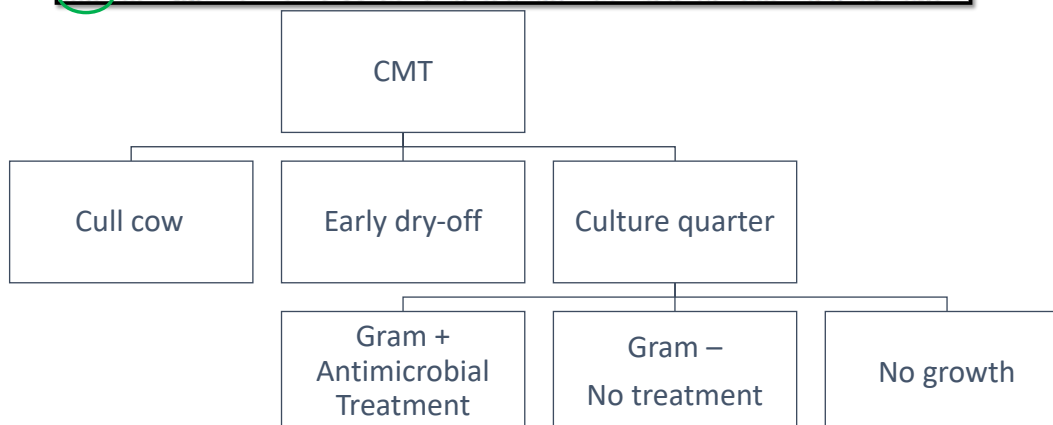 CMT
Cull cow
Early dry-off
Culture quarter
Gram +
Antimicrobial
Treatment
Gram –
No treatment
No growth